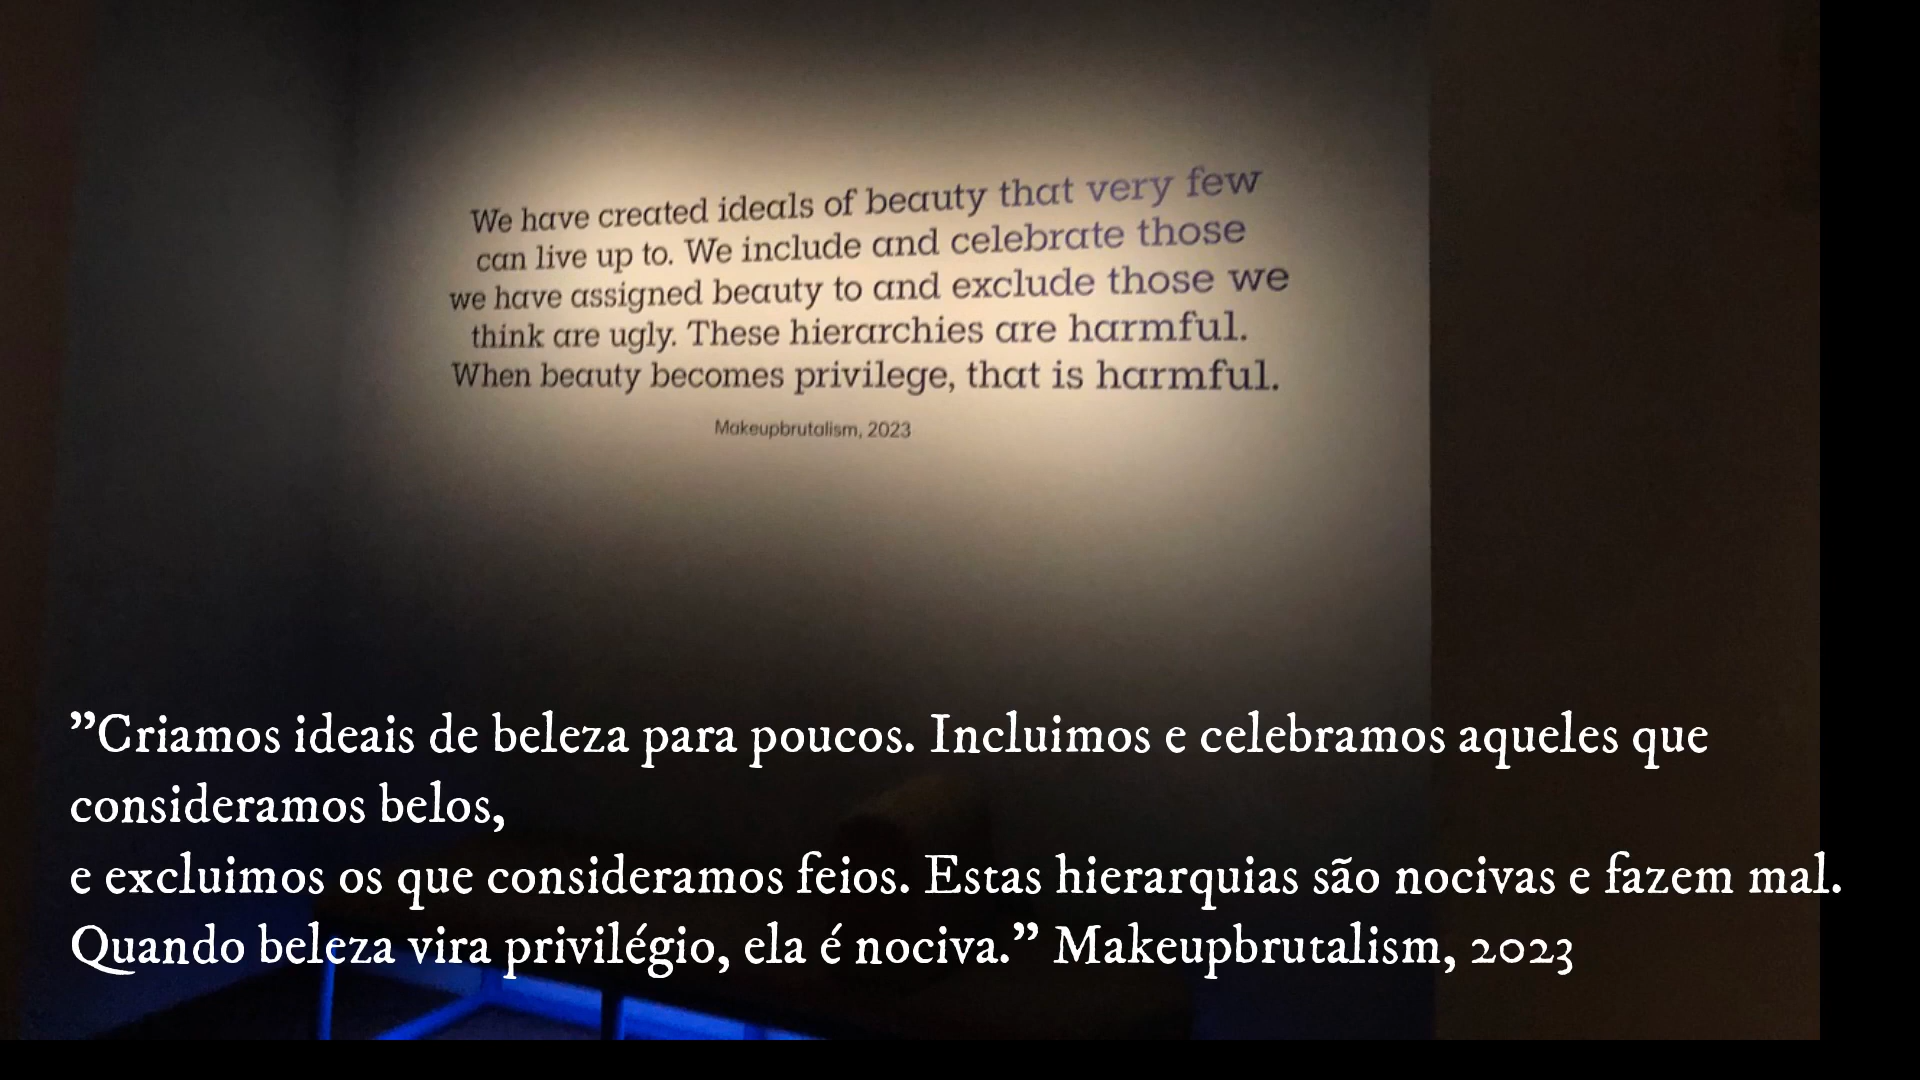 We have created ideals of beauty that very few
can live up to. We include and celebrate those
we have assigned beauty to and exclude those we
think are ugly. These hierarchies are harmful.
When beauty becomes privilege, that is harmful.
Makeupbrutalism, 2023
”Criamos ideais de beleza para poucos. Incluimos e celebramos aqueles que
consideramos belos,
e excluimos os que consideramos feios. Estas hierarquias são nocivas e fazem mal.
Quando beleza vira privilégio, ela é nociva.” Makeupbrutalism, 2023